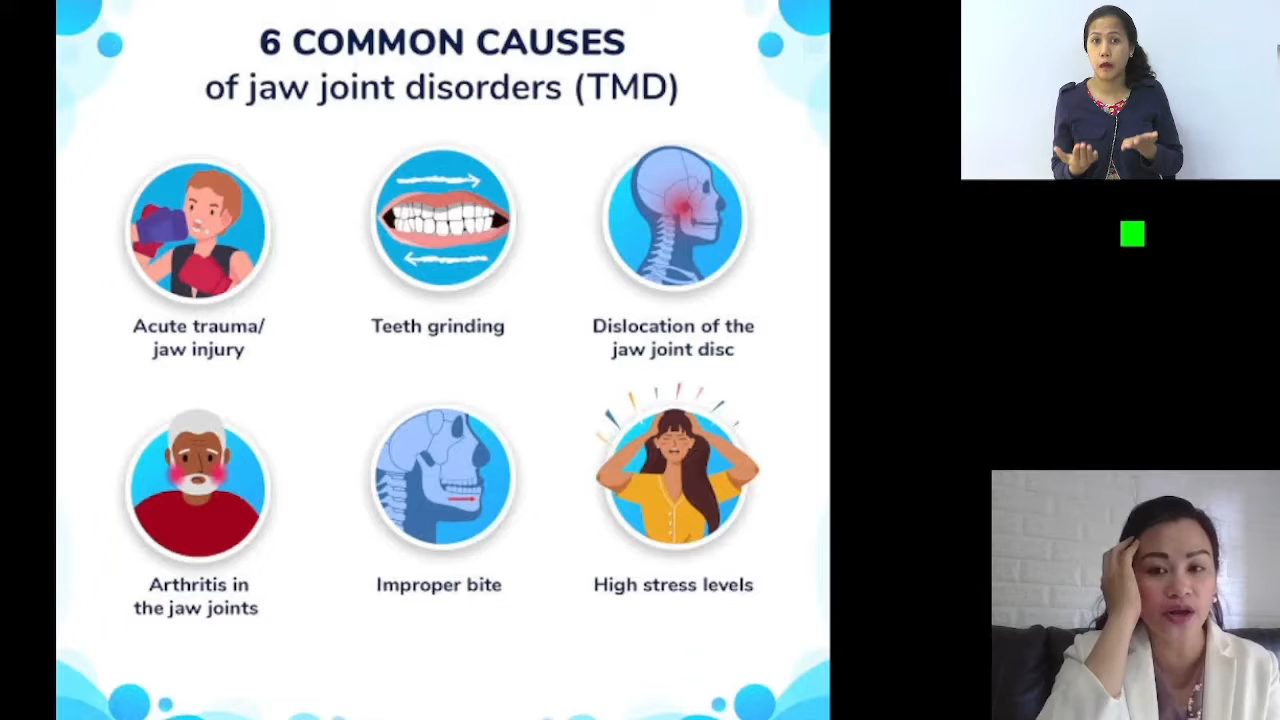 6 COMMON CAUSES
of jaw joint disorders (TMD)
Acute trauma/
jaw injury
Teeth grinding
Dislocation of the
jaw joint disc
Arthritis in
the jaw joints
Improper bite
High stress levels